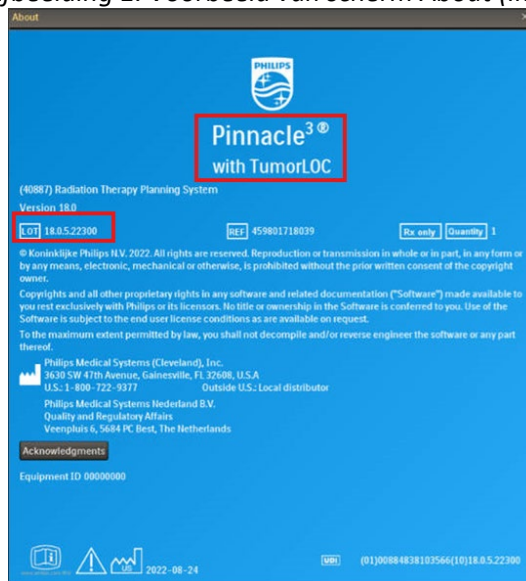 About
PHILIPS
Pinnacle³ ®
with TumorLOC
(40887) Radiation Therapy Planning System
Version 18.0
LOT 18.0.5.22300 REF 459801718039 Rx only Quantity 1
© Koninklijke Philips N.V. 2022. All rights are reserved. Reproduction or transmission in whole or in part, in any form or
by any means, electronic, mechanical or otherwise, is prohibited without the prior written consent of the copyright
owner.
Copyrights and all other proprietary rights in any software and related documentation ("Software") made available to
you rest exclusively with Philips or its licensors. No title or ownership in the Software is conferred to you. Use of the
Software is subject to the end user license conditions as are available on request.
To the maximum extent permitted by law, you shall not decompile and/or reverse engineer the software or any part
thereof.
Philips Medical Systems (Cleveland), Inc.
3630 SW 47th Avenue, Gainesville, FL 32608, U.S.A
U.S.: 1-800-722-9377 Outside U.S.: Local distributor
Philips Medical Systems Nederland B.V.
Quality and Regulatory Affairs
Veenpluis 6, 5684 PC Best, The Netherlands
Acknowledgments
Equipment ID 00000000
US 2022-08-24 UDI (01)00884838103566(10)18.0.5.22300